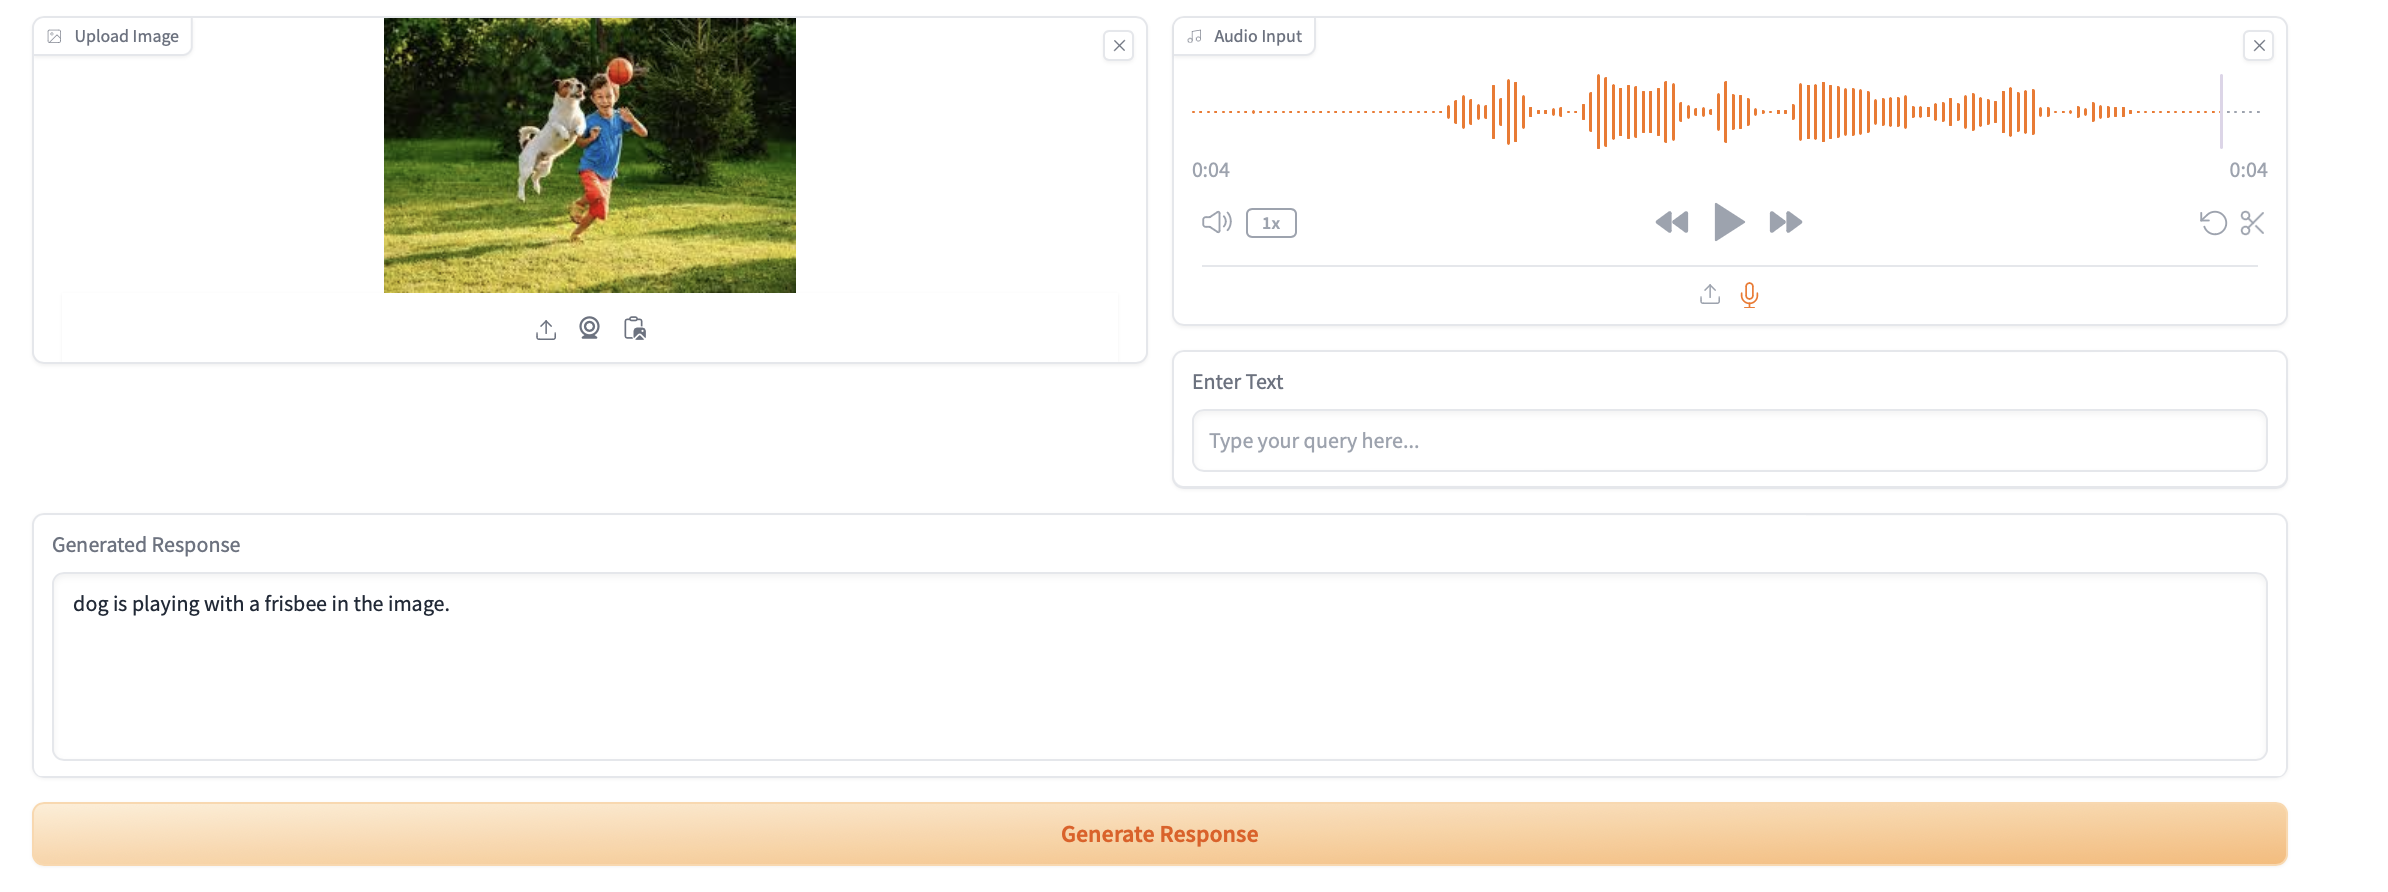 Upload Image
Audio Input
0:04
0:04
1x
Enter Text
Type your query here...
Generated Response
dog is playing with a frisbee in the image.
Generate Response